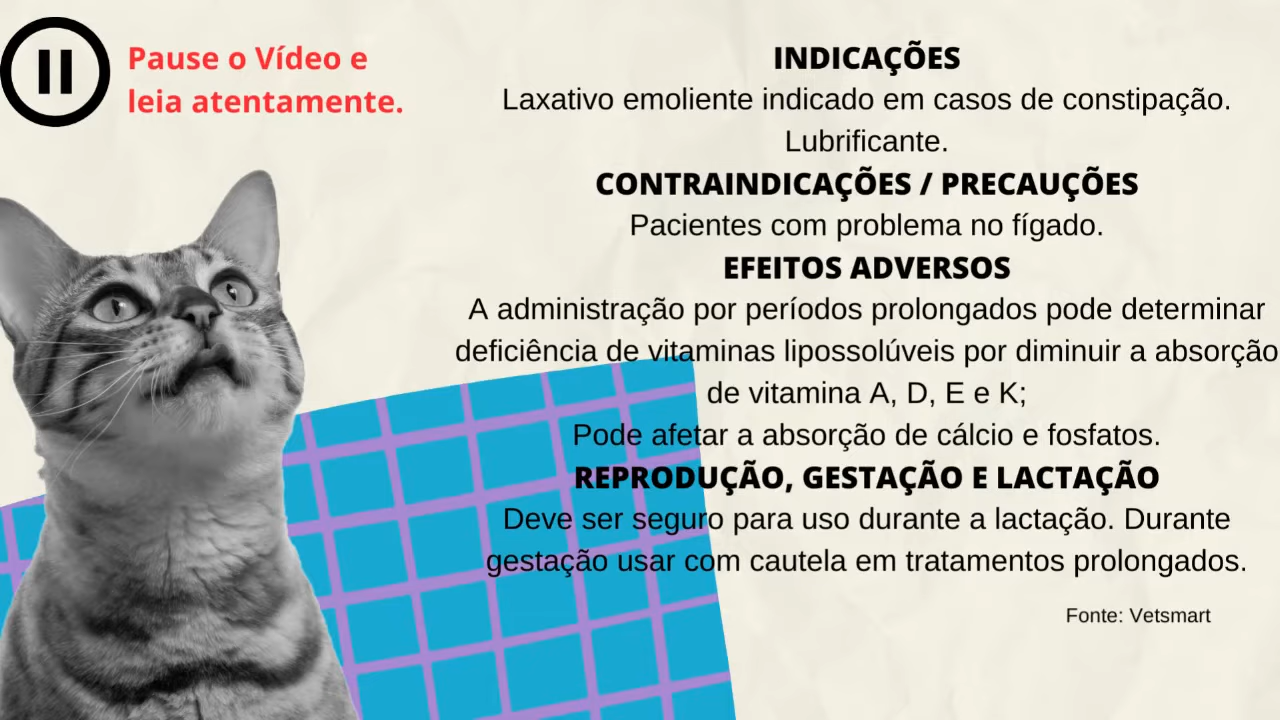 Pause o Vídeo e
leia atentamente.
INDICAÇÕES
Laxativo emoliente indicado em casos de constipação.
Lubrificante.
CONTRAINDICAÇÕES / PRECAUÇÕES
Pacientes com problema no fígado.
EFEITOS ADVERSOS
A administração por períodos prolongados pode determinar
deficiência de vitaminas lipossolúveis por diminuir a absorção
de vitamina A, D, E e K;
Pode afetar a absorção de cálcio e fosfatos.
REPRODUÇÃO, GESTAÇÃO E LACTAÇÃO
Deve ser seguro para uso durante a lactação. Durante
gestação usar com cautela em tratamentos prolongados.
Fonte: Vetsmart